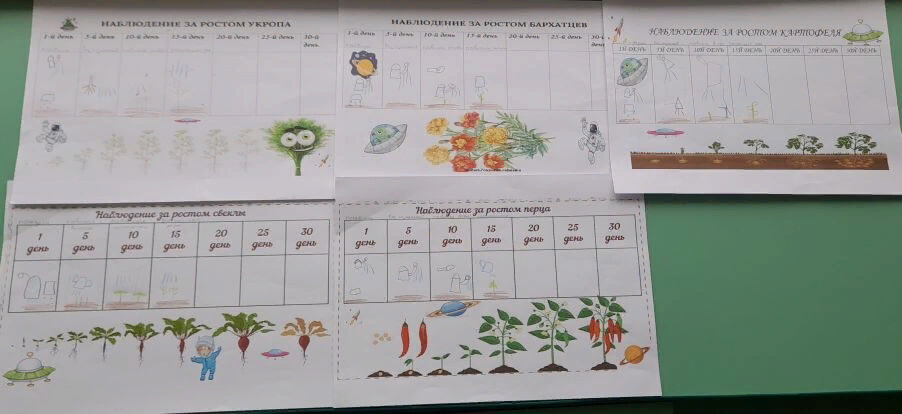 НАБЛЮДЕНИЕ ЗА РОСТОМ УКРОПА
1-й день 5-й день 10-й день 15-й день 20-й день 25-й день 30-й день
НАБЛЮДЕНИЕ ЗА РОСТОМ БАРХАТЦЕВ
1-й день 5-й день 10-й день 15-й день 20-й день 25-й день 30-й
НАБЛЮДЕНИЕ ЗА РОСТОМ КАРТОФЕЛЯ
1Й ДЕНЬ 5Й ДЕНЬ 10Й ДЕНЬ 15Й ДЕНЬ 20Й ДЕНЬ 25Й ДЕНЬ 30Й ДЕНЬ
Наблюдение за ростом свеклы
1 день 5 день 10 день 15 день 20 день 25 день 30 день
Наблюдение за ростом перца
1 день 5 день 10 день 15 день 20 день 25 день 30 день